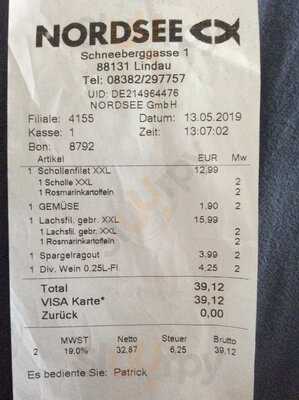 NORDSEE
Schneeberggasse 1
88131 Lindau
Tel: 08382/297757
UID: DE214964476
NORDSEE GmbH
Filiale: 4155 Datum: 13.05.2019
Kasse: 1 Zeit: 13:07:02
Bon: 8792
Artikel EUR Mw
1 Schollenfilat XXL 12,99
1 Scholle XXL 2
1 Rosmarinkartoffeln 2
1 GEMÜSE 1,90 2
1 Lachsfil. gebr. XXL 15,99
1 Lachsfil. gebr. XXL 2
1 Rosmarinkartoffeln 2
1 Spargelragout 3,99 2
1 Div. Wein 0.25L-Fl 4,25 2
Total 39,12
VISA Karte* 39,12
Zurück 0,00
MWST Netto Steuer Brutto
2 19,0% 32,87 6,25 39,12
Es bediente Sie: Patrick